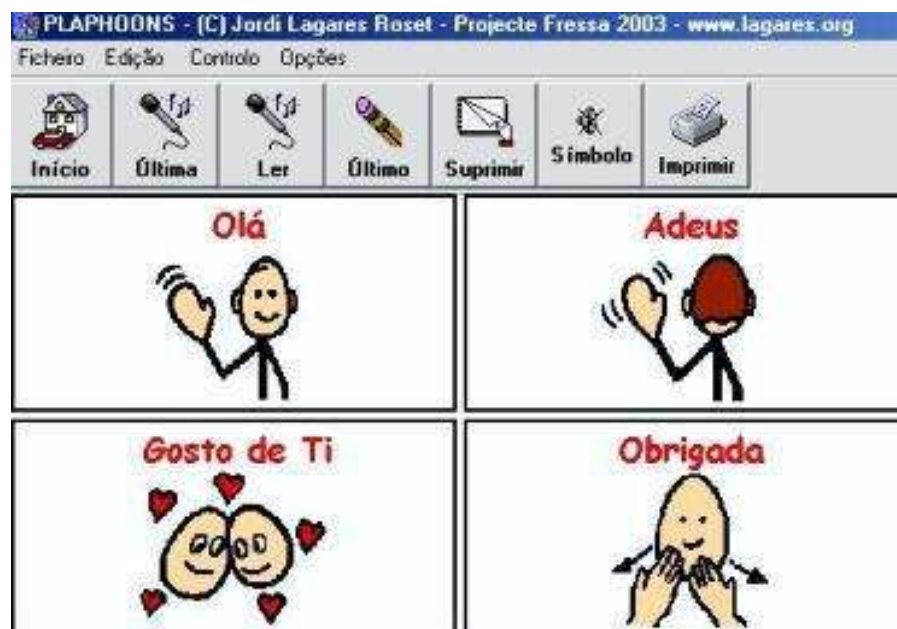 PLAPHOONS - (C) Jordi Lagares Roset - Projecte Fressa 2003 - www.lagares.org
Ficheiro Edição Controlo Opções
Início Última Ler Último Suprimir Símbolo Imprimir
Olá Adeus
Gosto de Ti Obrigada